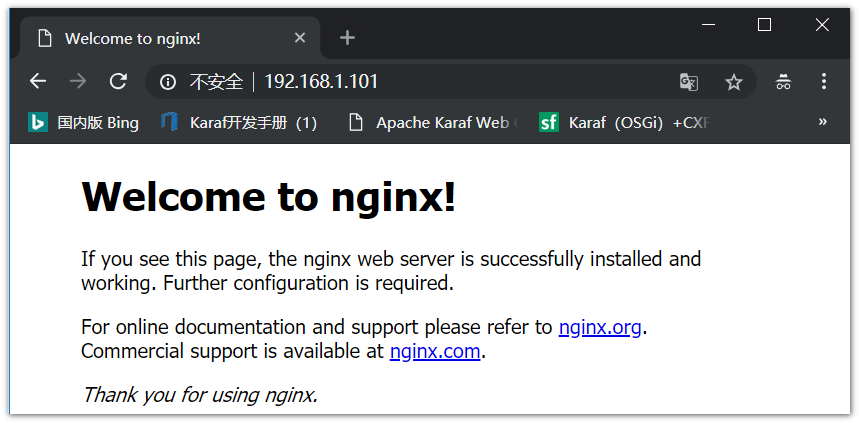 Welcome to nginx!
不安全 192.168.1.101
国内版 Bing Karaf开发手册（1） Apache Karaf Web Karaf（OSGi）+CXF
Welcome to nginx!
If you see this page, the nginx web server is successfully installed and
working. Further configuration is required.
For online documentation and support please refer to nginx.org.
Commercial support is available at nginx.com.
Thank you for using nginx.